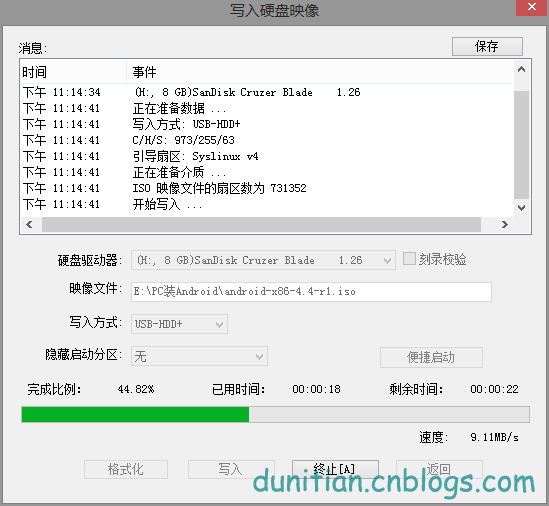 写入硬盘映像
消息:
保存
时间 事件
下午 11:14:34 (H:, 8 GB)SanDisk Cruzer Blade 1.26
下午 11:14:41 正在准备数据 ...
下午 11:14:41 写入方式: USB-HDD+
下午 11:14:41 C/H/S: 973/255/63
下午 11:14:41 引导扇区: Syslinux v4
下午 11:14:41 正在准备介质 ...
下午 11:14:41 ISO 映像文件的扇区数为 731352
下午 11:14:41 开始写入 ...
硬盘驱动器: (H:, 8 GB)SanDisk Cruzer Blade 1.26 刻录校验
映像文件: E:\PC装Android\android-x86-4.4-r1.iso
写入方式: USB-HDD+
隐藏启动分区: 无 便捷启动
完成比例: 44.82% 已用时间: 00:00:18 剩余时间: 00:00:22
速度: 9.11MB/s
格式化 写入 终止[A] 返回
dunitian.cnblogs.com